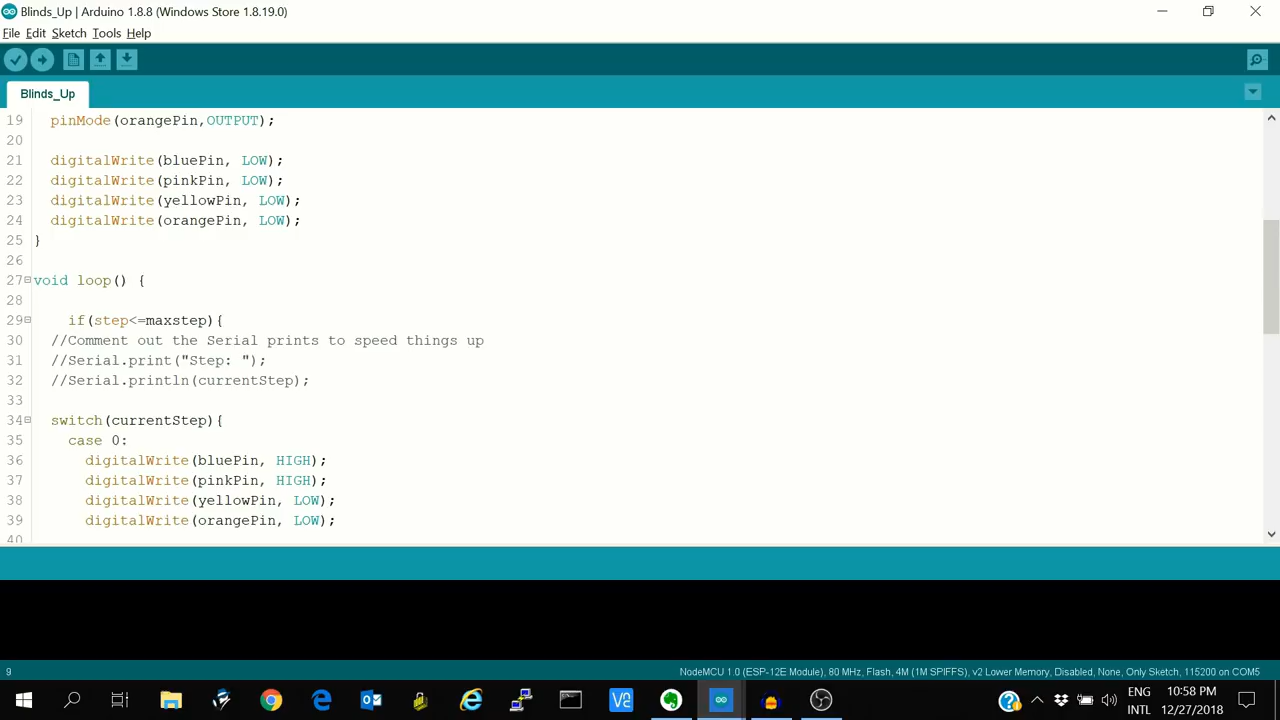 Blinds_Up | Arduino 1.8.8 (Windows Store 1.8.19.0)
File Edit Sketch Tools Help
Blinds_Up
19 pinMode(orangePin,OUTPUT);
20
21 digitalWrite(bluePin, LOW);
22 digitalWrite(pinkPin, LOW);
23 digitalWrite(yellowPin, LOW);
24 digitalWrite(orangePin, LOW);
25 }
26
27 void loop() {
28
29 if(step<=maxstep){
30 //Comment out the Serial prints to speed things up
31 //Serial.print("Step: ");
32 //Serial.println(currentStep);
33
34 switch(currentStep){
35 case 0:
36 digitalWrite(bluePin, HIGH);
37 digitalWrite(pinkPin, HIGH);
38 digitalWrite(yellowPin, LOW);
39 digitalWrite(orangePin, LOW);
40
9 NodeMCU 1.0 (ESP-12E Module), 80 MHz, Flash, 4M (1M SPIFFS), v2 Lower Memory, Disabled, None, Only Sketch, 115200 on COM5
ENG 10:58 PM
INTL 12/27/2018